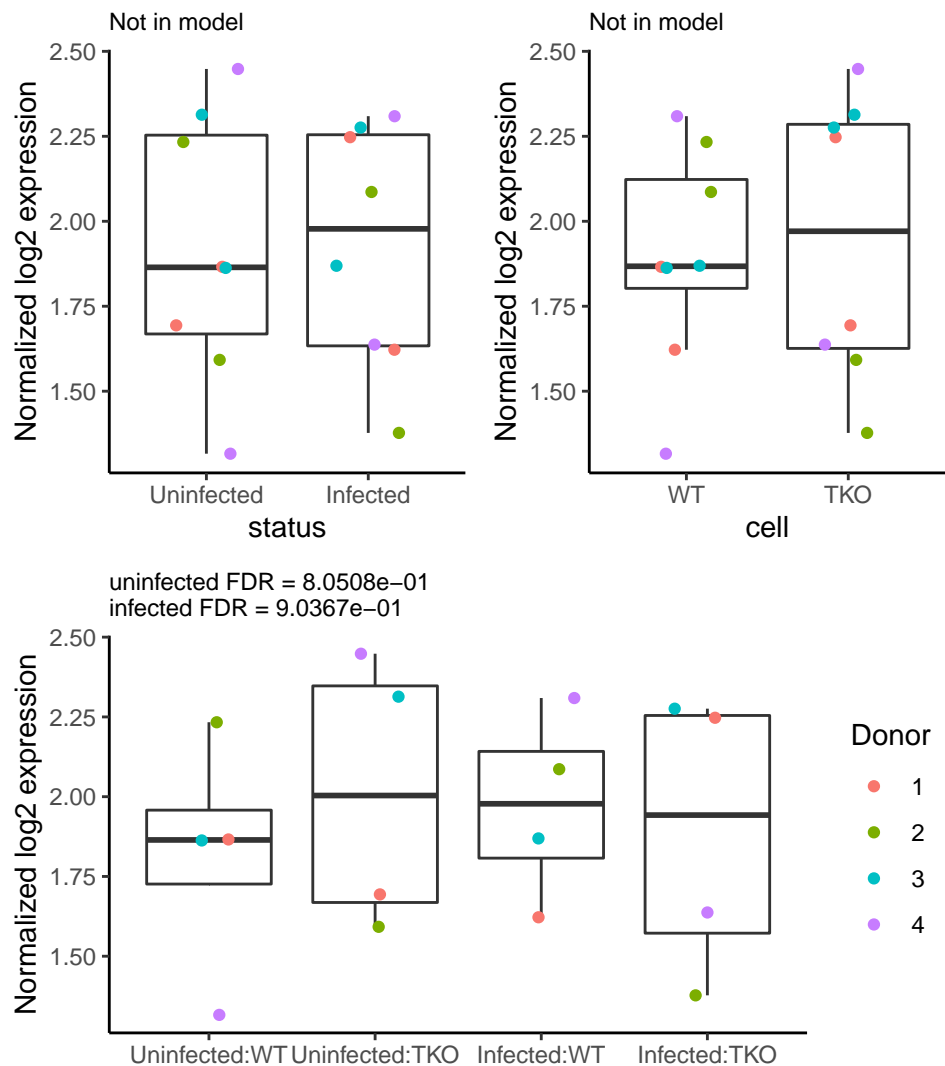 Not in model
Normalized log2 expression
2.50
2.25
2.00
1.75
1.50
Uninfected Infected
status
Not in model
Normalized log2 expression
2.50
2.25
2.00
1.75
1.50
WT TKO
cell
uninfected FDR = 8.0508e−01
infected FDR = 9.0367e−01
Normalized log2 expression
2.50
2.25
2.00
1.75
1.50
Uninfected:WT Uninfected:TKO Infected:WT Infected:TKO
Donor
1
2
3
4